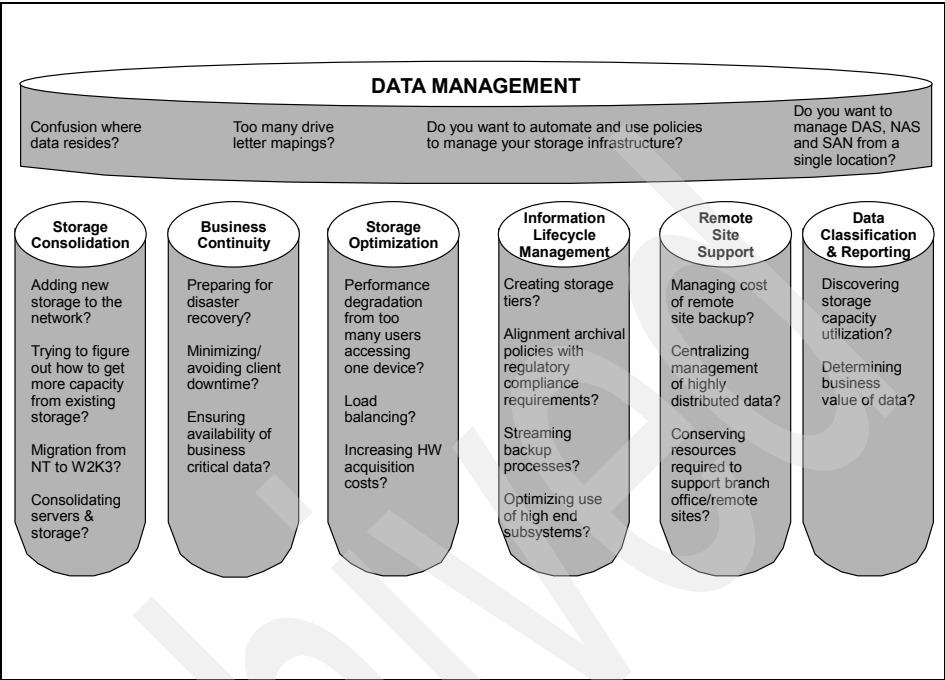 DATA MANAGEMENT
Confusion where
data resides?
Too many drive
letter mapings?
Do you want to automate and use policies
to manage your storage infrastructure?
Do you want to
manage DAS, NAS
and SAN from a
single location?
Storage
Consolidation
Adding new
storage to the
network?
Trying to figure
out how to get
more capacity
from existing
storage?
Migration from
NT to W2K3?
Consolidating
servers &
storage?
Business
Continuity
Preparing for
disaster
recovery?
Minimizing/
avoiding client
downtime?
Ensuring
availability of
business
critical data?
Storage
Optimization
Performance
degradation
from too
many users
accessing
one device?
Load
balancing?
Increasing HW
acquisition
costs?
Information
Lifecycle
Management
Creating storage
tiers?
Alignment archival
policies with
regulatory
compliance
requirements?
Streaming
backup
processes?
Optimizing use
of high end
subsystems?
Remote
Site
Support
Managing cost
of remote
site backup?
Centralizing
management
of highly
distributed data?
Conserving
resources
required to
support branch
office/remote
sites?
Data
Classification
& Reporting
Discovering
storage
capacity
utilization?
Determining
business
value of data?
hived